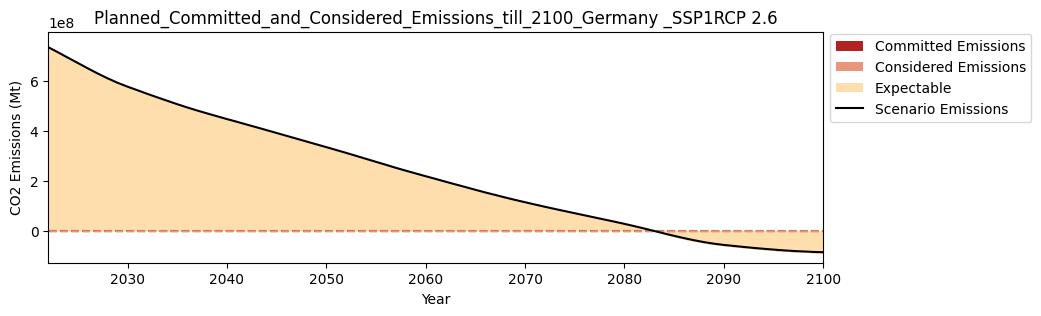 Planned_Committed_and_Considered_Emissions_till_2100_Germany _SSP1RCP 2.6
1e8
6
4
2
0
CO2 Emissions (Mt)
2030 2040 2050 2060 2070 2080 2090 2100
Year
Committed Emissions
Considered Emissions
Expectable
Scenario Emissions